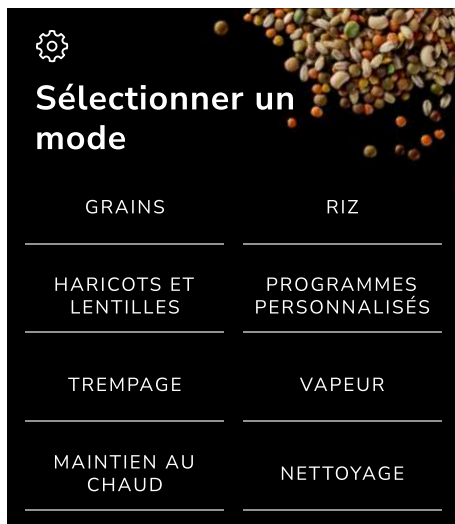 Sélectionner un
mode
GRAINS
RIZ
HARICOTS ET
LENTILLES
PROGRAMMES
PERSONNALISÉS
TREMPAGE
VAPEUR
MAINTIEN AU
CHAUD
NETTOYAGE